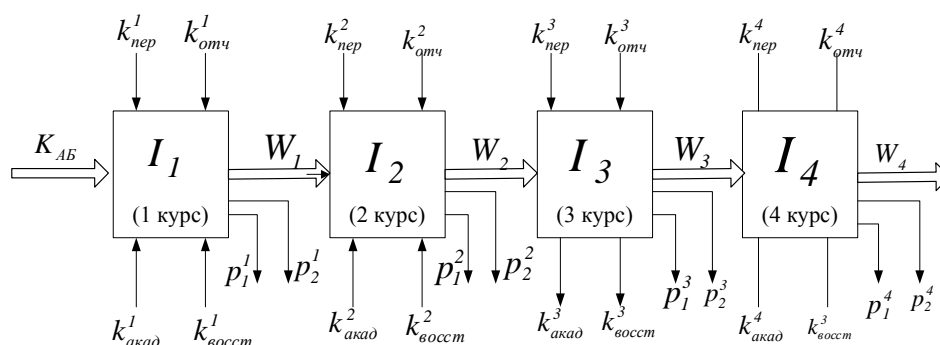 k¹пер k¹отч k²пер k²отч k³пер k³отч k⁴пер k⁴отч
K_АБ I₁ W₁ I₂ W₂ I₃ W₃ I₄ W₄
(1 курс) (2 курс) (3 курс) (4 курс)
p¹₁ p¹₂ p²₁ p²₂ p³₁ p³₂ p⁴₁ p⁴₂
k¹акад k¹восст k²акад k²восст k³акад k³восст k⁴акад k³восст